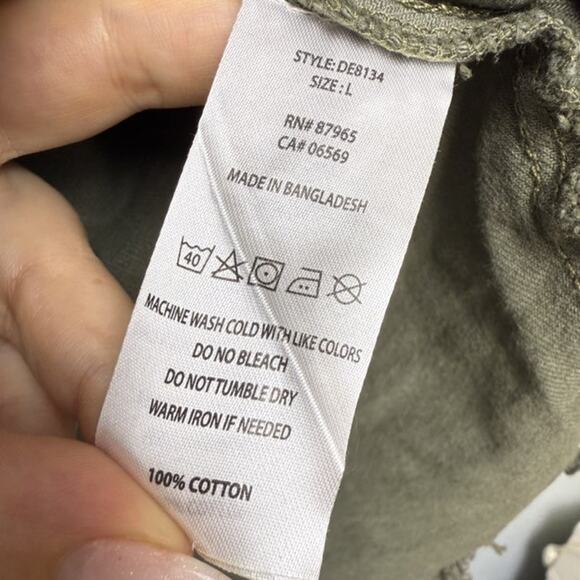 STYLE: DE8134
SIZE : L
RN# 87965
CA# 06569
MADE IN BANGLADESH
40
MACHINE WASH COLD WITH LIKE COLORS
DO NO BLEACH
DO NOT TUMBLE DRY
WARM IRON IF NEEDED
100% COTTON